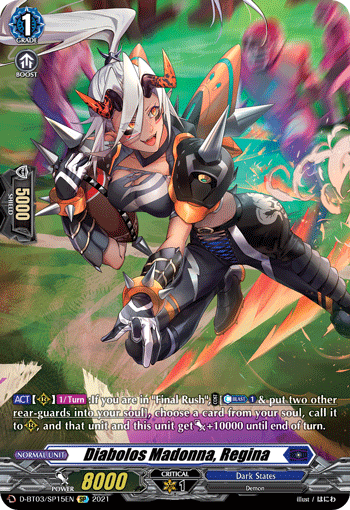 1
GRADE
BOOST
5000
SHIELD
ACT【R】1/Turn:If you are in "Final Rush", COST [C BLAST 1
& put two other
rear-guards into your soul], choose a card from your soul, call it
to R, and that unit and this unit get +10000 until end of turn.
NORMAL UNIT
Diabolos Madonna, Regina
POWER
8000
CRITICAL
1
Dark States
Demon
D-BT03/SP15EN SP 2021
illust / はにわ